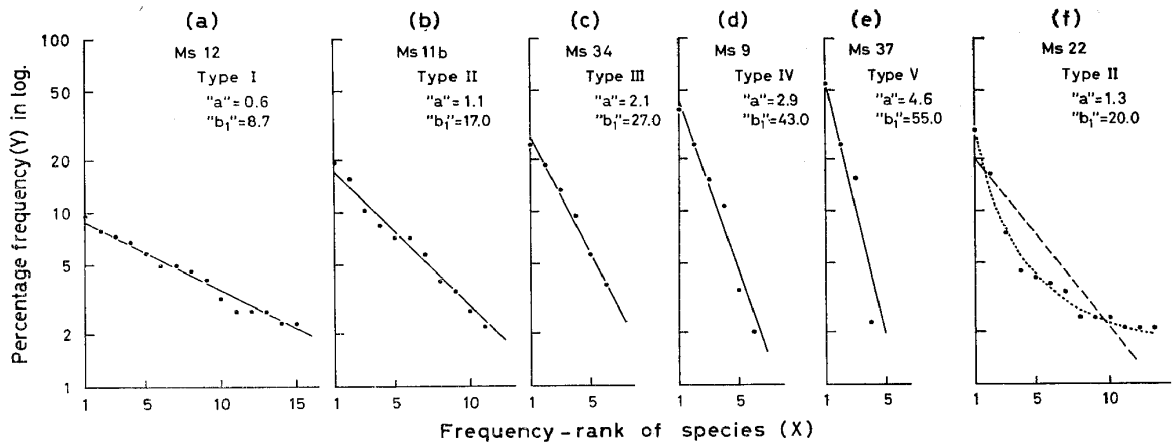 (a) (b) (c) (d) (e) (f)
Ms 12 Ms 11b Ms 34 Ms 9 Ms 37 Ms 22
Type I Type II Type III Type IV Type V Type II
"a"= 0.6 "a"= 1.1 "a"= 2.1 "a"= 2.9 "a"= 4.6 "a"= 1.3
"b₁"= 8.7 "b₁"= 17.0 "b₁"= 27.0 "b₁"= 43.0 "b₁"= 55.0 "b₁"= 20.0
Percentage frequency (Y) in log.
100
50
20
10
5
2
1
1 5 10 15 1 5 10 1 5 1 5 1 5 1 5 10
Frequency-rank of species (X)